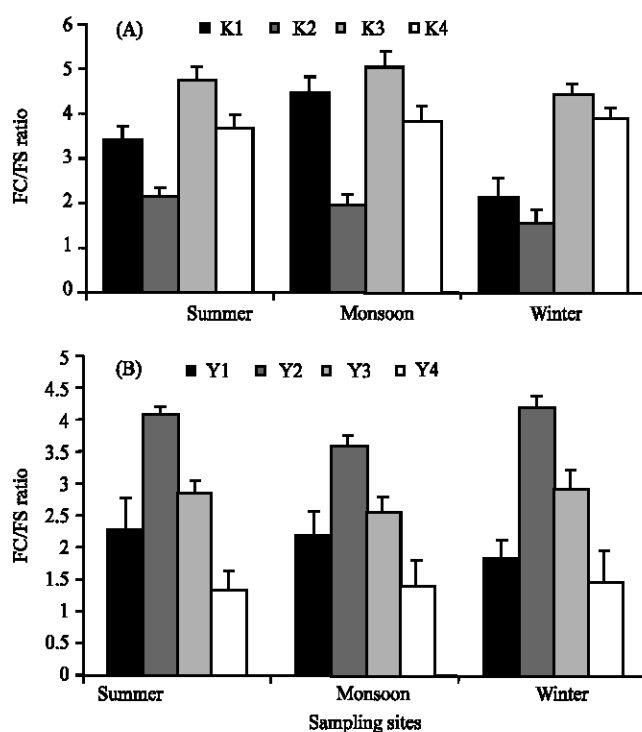 (A) K1 K2 K3 K4
FC/FS ratio
6
5
4
3
2
1
0
Summer Monsoon Winter
(B) Y1 Y2 Y3 Y4
FC/FS ratio
5
4.5
4
3.5
3
2.5
2
1.5
1
0.5
0
Summer Monsoon Winter
Sampling sites